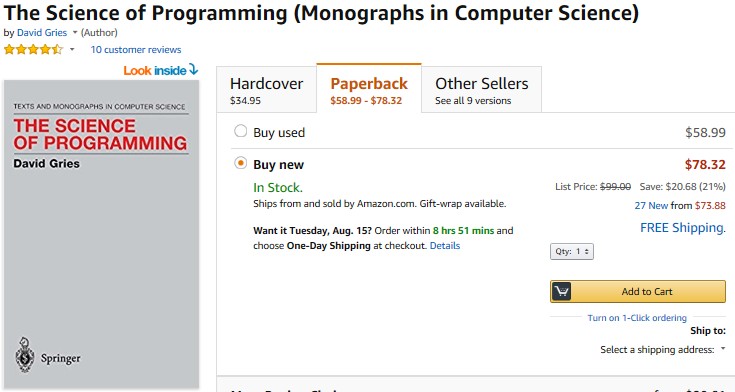 The Science of Programming (Monographs in Computer Science)
by David Gries (Author)
10 customer reviews
Look inside
TEXTS AND MONOGRAPHS IN COMPUTER SCIENCE
THE SCIENCE
OF PROGRAMMING
David Gries
Springer
Hardcover
$34.95
Paperback
$58.99 - $78.32
Other Sellers
See all 9 versions
Buy used
$58.99
Buy new
$78.32
In Stock.
List Price: $99.00 Save: $20.68 (21%)
Ships from and sold by Amazon.com. Gift-wrap available.
27 New from $73.88
FREE Shipping.
Want it Tuesday, Aug. 15? Order within 8 hrs 51 mins and
choose One-Day Shipping at checkout. Details
Qty: 1
Add to Cart
Turn on 1-Click ordering
Ship to:
Select a shipping address: